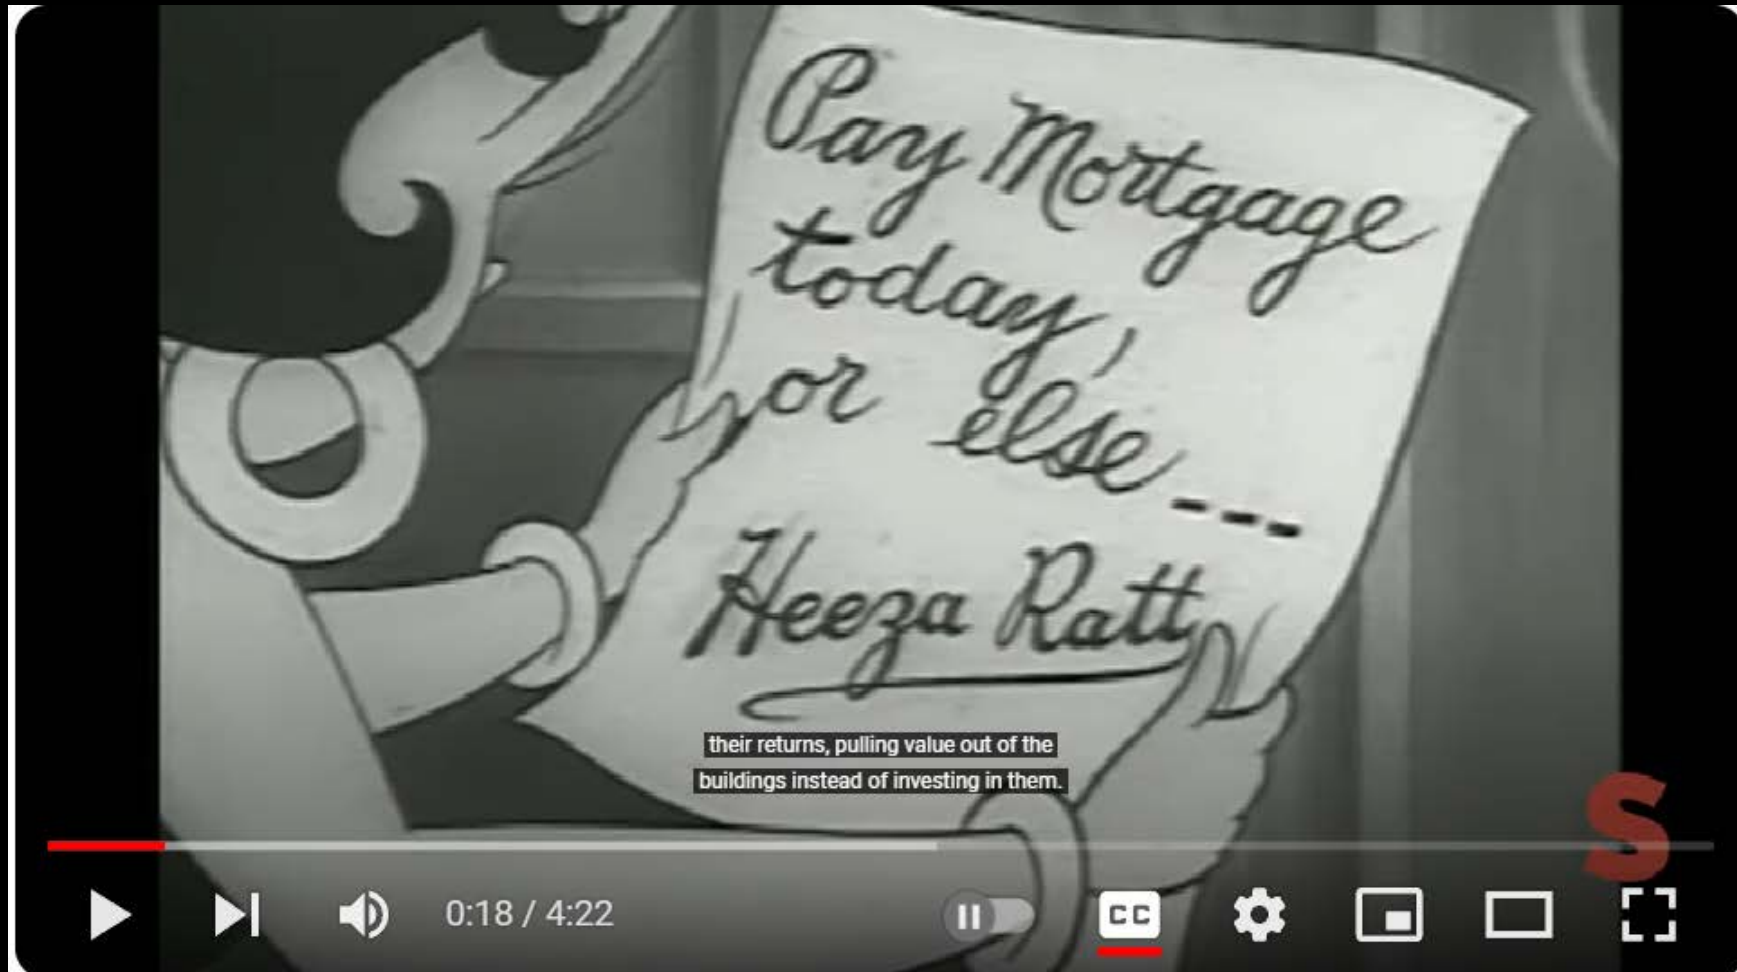 Pay Mortgage
today,
or else ---
Heeza Ratt
their returns, pulling value out of the
buildings instead of investing in them.
S
0:18 / 4:22
CC